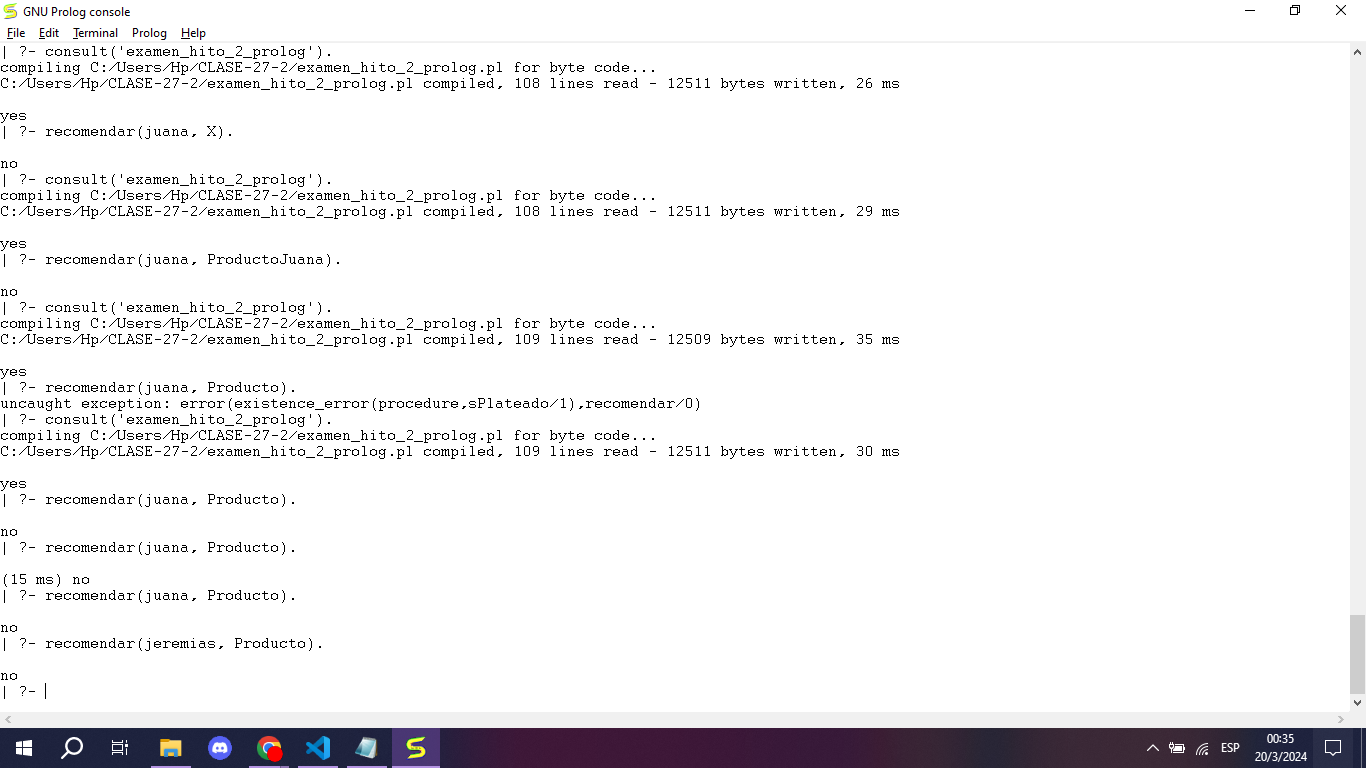 GNU Prolog console
File Edit Terminal Prolog Help
| ?- consult('examen_hito_2_prolog').
compiling C:/Users/Hp/CLASE-27-2/examen_hito_2_prolog.pl for byte code...
C:/Users/Hp/CLASE-27-2/examen_hito_2_prolog.pl compiled, 108 lines read - 12511 bytes written, 26 ms
yes
| ?- recomendar(juana, X).
no
| ?- consult('examen_hito_2_prolog').
compiling C:/Users/Hp/CLASE-27-2/examen_hito_2_prolog.pl for byte code...
C:/Users/Hp/CLASE-27-2/examen_hito_2_prolog.pl compiled, 108 lines read - 12511 bytes written, 29 ms
yes
| ?- recomendar(juana, ProductoJuana).
no
| ?- consult('examen_hito_2_prolog').
compiling C:/Users/Hp/CLASE-27-2/examen_hito_2_prolog.pl for byte code...
C:/Users/Hp/CLASE-27-2/examen_hito_2_prolog.pl compiled, 109 lines read - 12509 bytes written, 35 ms
yes
| ?- recomendar(juana, Producto).
uncaught exception: error(existence_error(procedure,sPlateado/1),recomendar/0)
| ?- consult('examen_hito_2_prolog').
compiling C:/Users/Hp/CLASE-27-2/examen_hito_2_prolog.pl for byte code...
C:/Users/Hp/CLASE-27-2/examen_hito_2_prolog.pl compiled, 109 lines read - 12511 bytes written, 30 ms
yes
| ?- recomendar(juana, Producto).
no
| ?- recomendar(juana, Producto).
(15 ms) no
| ?- recomendar(juana, Producto).
no
| ?- recomendar(jeremias, Producto).
no
| ?-
ESP
00:35
20/3/2024